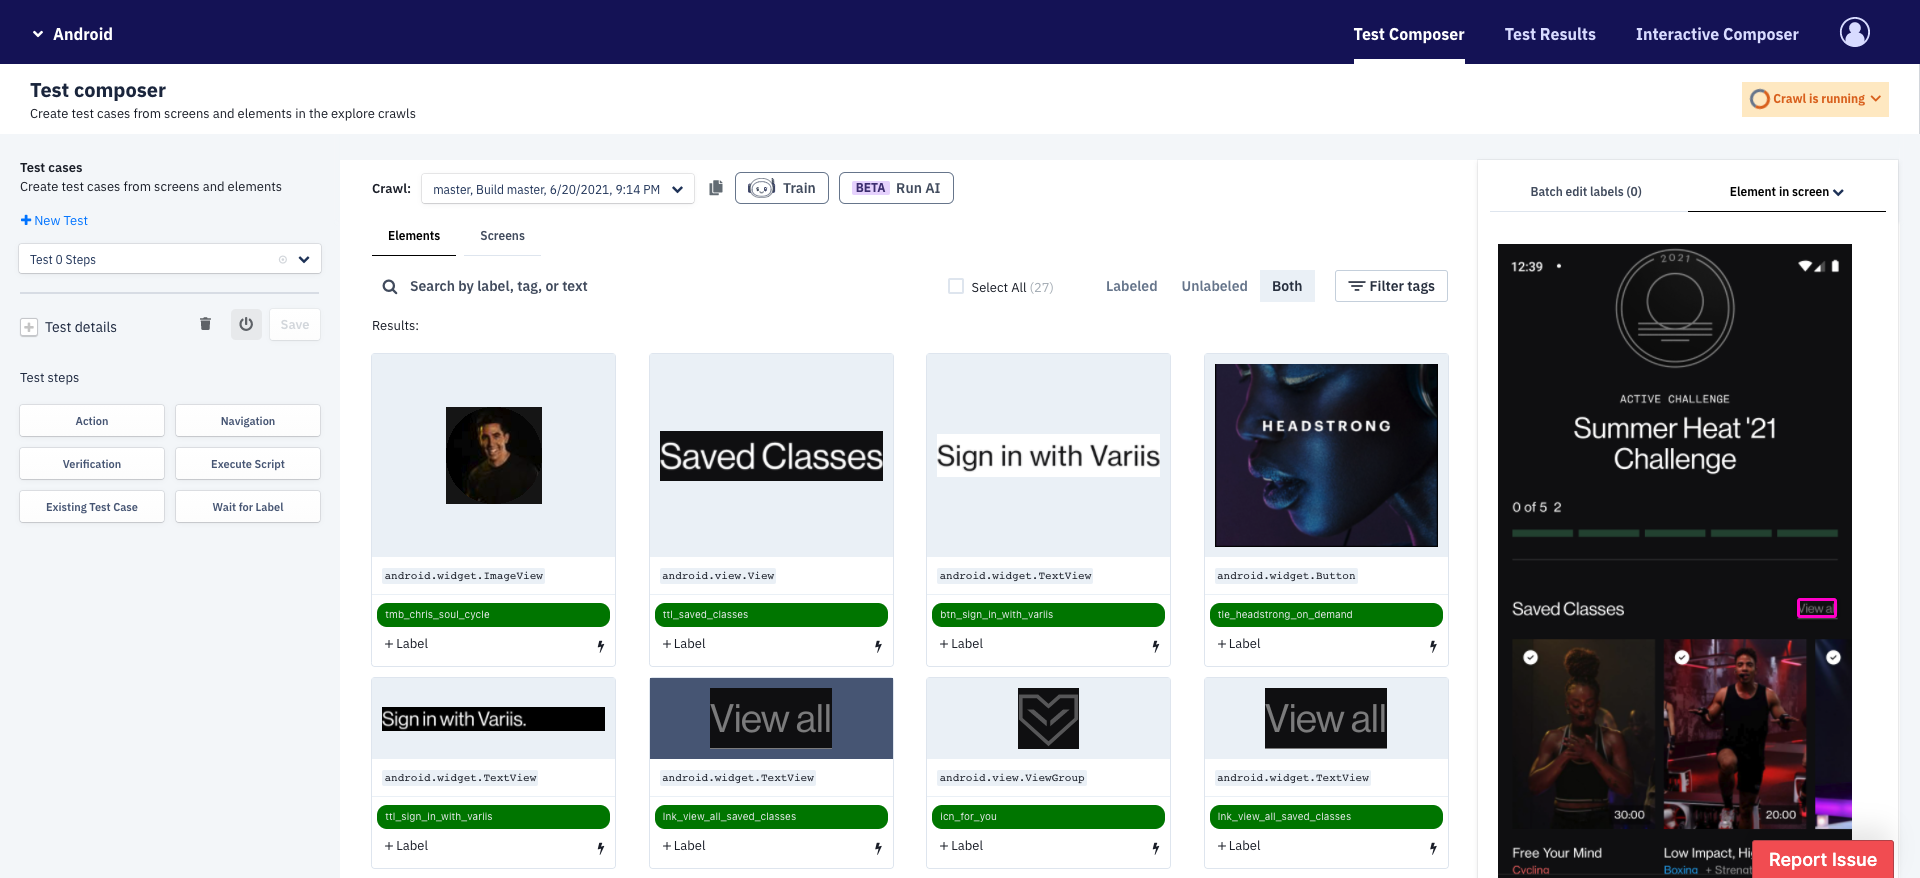 Android
Test Composer
Test Results
Interactive Composer
Test composer
Create test cases from screens and elements in the explore crawls
Crawl is running
Test cases
Create test cases from screens and elements
+ New Test
Test 0 Steps
Test details
Save
Test steps
Action
Navigation
Verification
Execute Script
Existing Test Case
Wait for Label
Crawl:
master, Build master, 6/20/2021, 9:14 PM
Train
BETA Run AI
Elements
Screens
Search by label, tag, or text
Select All (27)
Labeled
Unlabeled
Both
Filter tags
Results:
Saved Classes
Sign in with Variis
HEADSTRONG
android.widget.ImageView
android.view.View
android.widget.TextView
android.widget.Button
tmb_chris_soul_cycle
ttl_saved_classes
btn_sign_in_with_variis
tle_headstrong_on_demand
+ Label
+ Label
+ Label
+ Label
Sign in with Variis.
View all
View all
android.widget.TextView
android.widget.TextView
android.view.ViewGroup
android.widget.TextView
ttl_sign_in_with_variis
lnk_view_all_saved_classes
icn_for_you
lnk_view_all_saved_classes
+ Label
+ Label
+ Label
+ Label
Batch edit labels (0)
Element in screen
12:39 •
2021
ACTIVE CHALLENGE
Summer Heat '21
Challenge
0 of 5 2
Saved Classes
View all
30:00
20:00
Free Your Mind
Low Impact,
Cycling
Boxing + Strengt
Report Issue